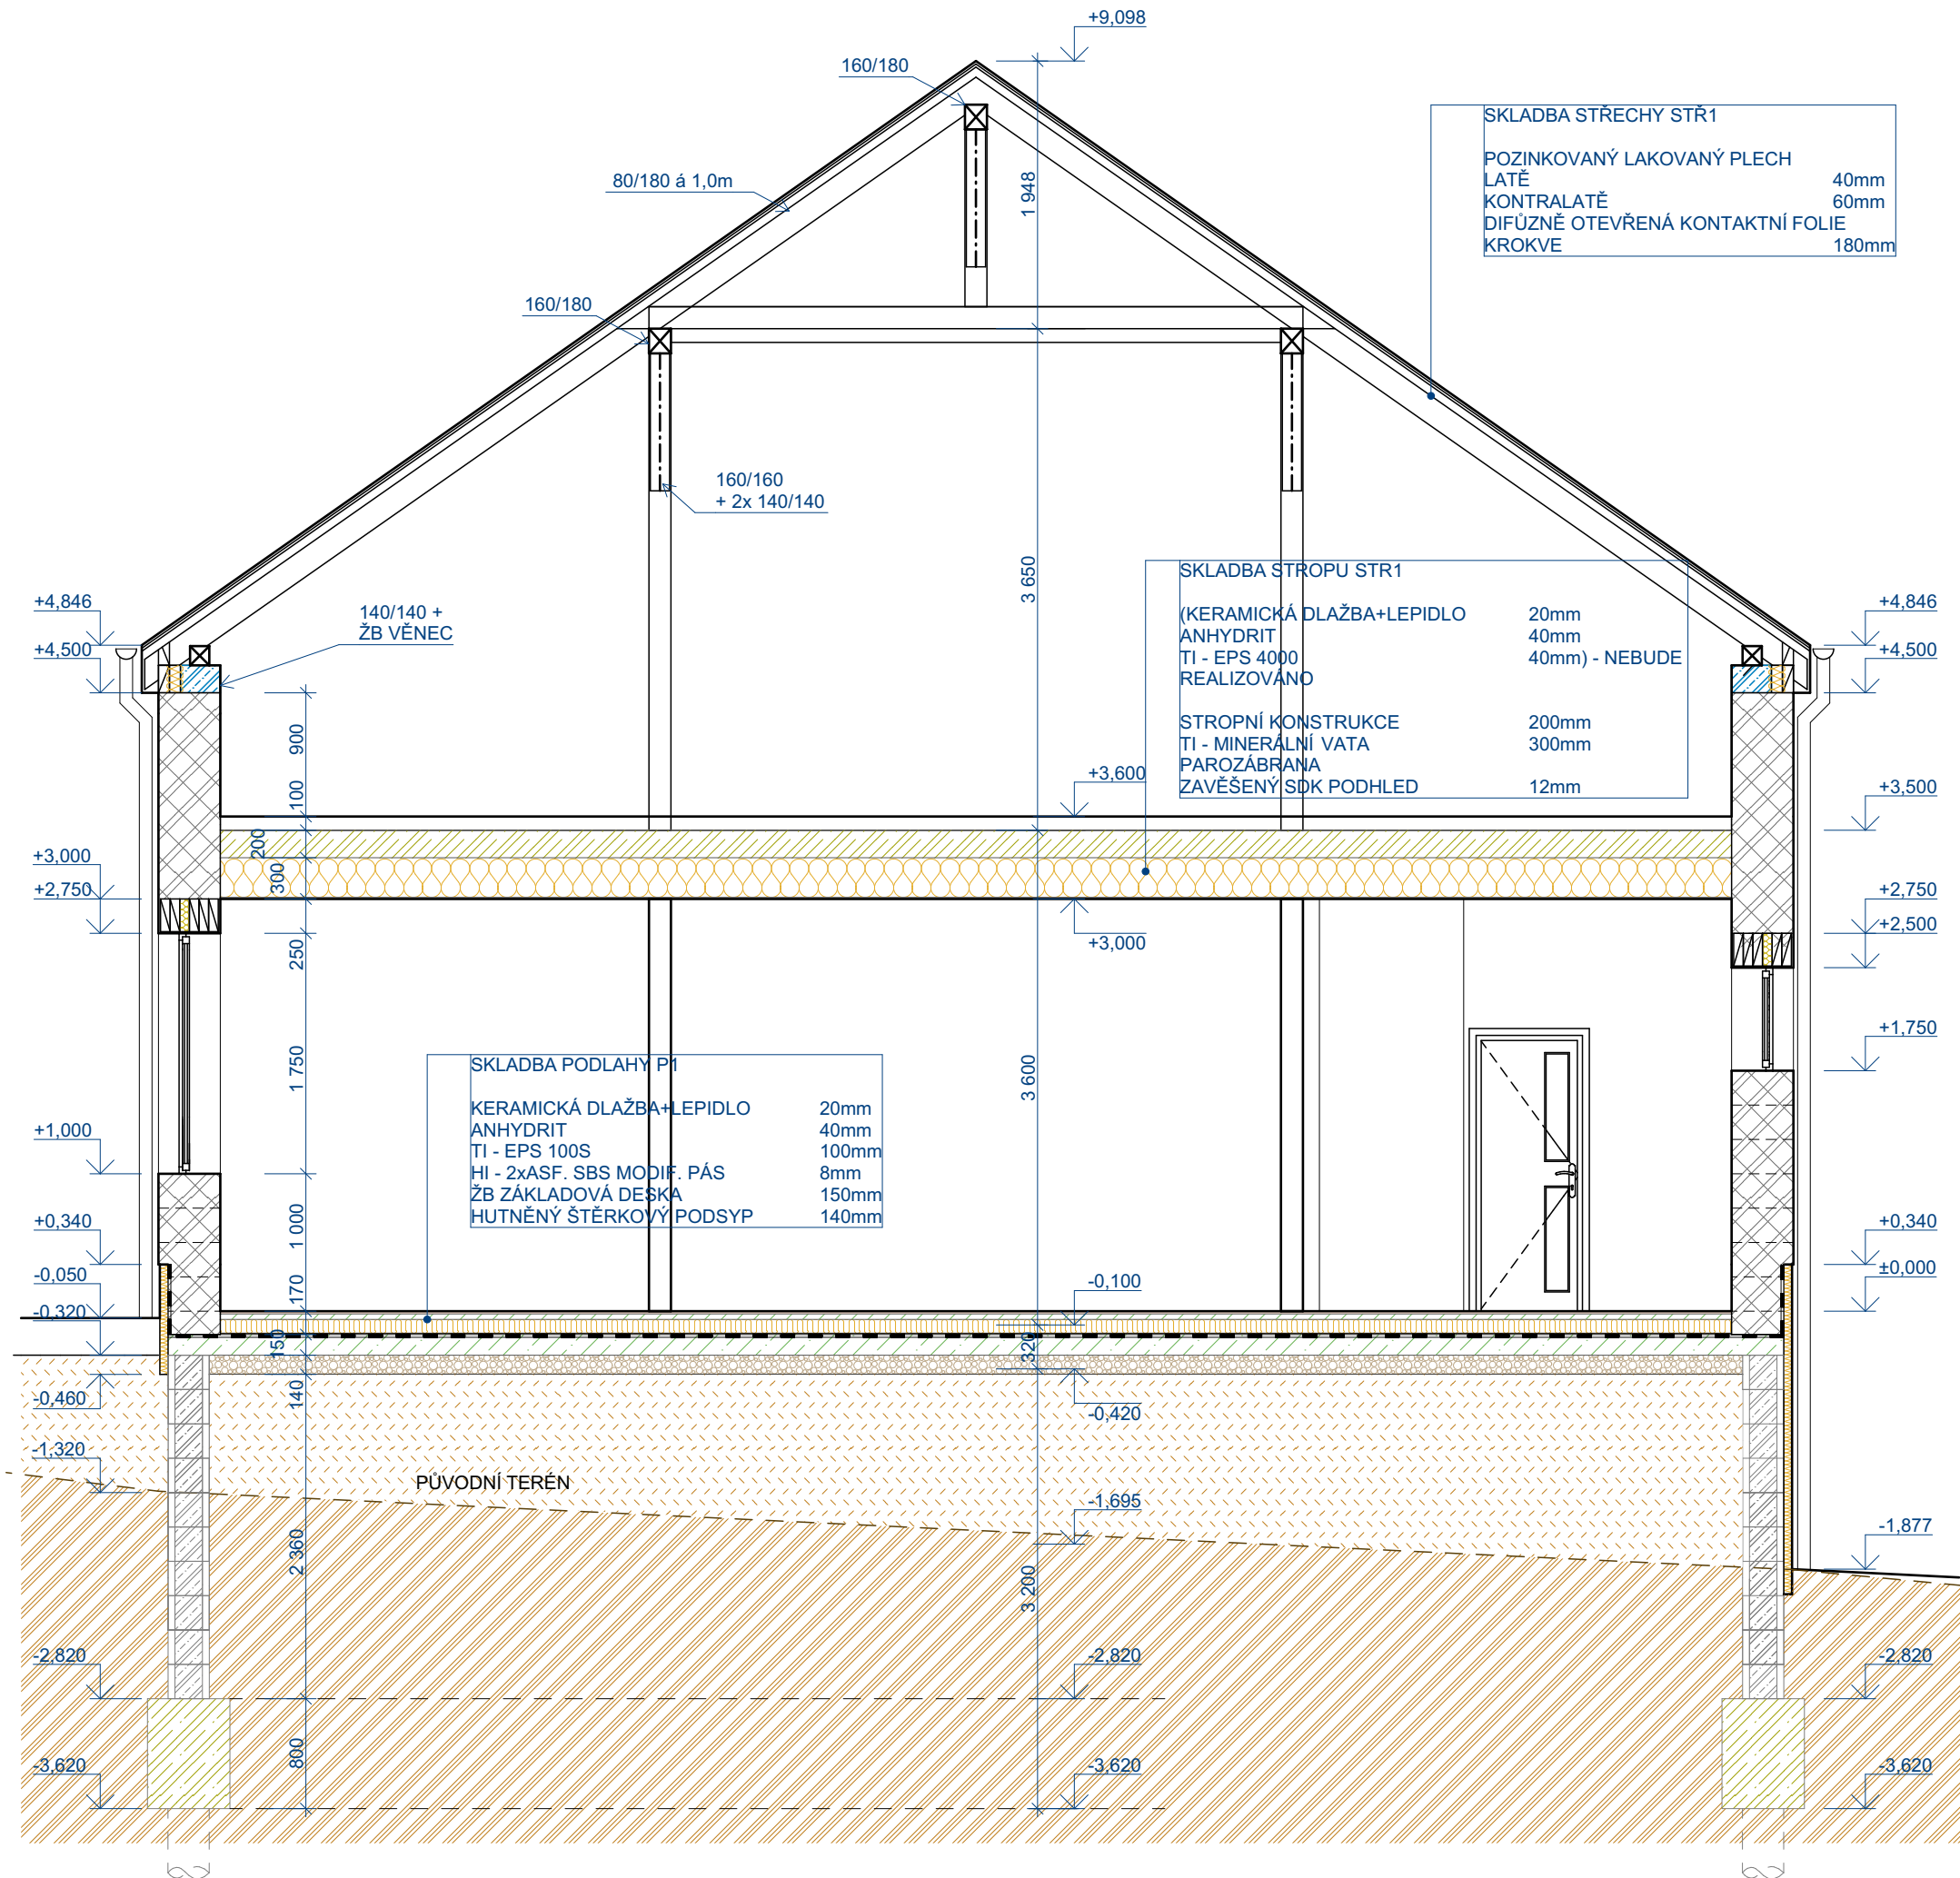 +9,098
160/180
SKLADBA STŘECHY STŘ1
POZINKOVANÝ LAKOVANÝ PLECH
LATĚ 40mm
KONTRALATĚ 60mm
DIFŮZNĚ OTEVŘENÁ KONTAKTNÍ FOLIE
KROKVE 180mm
80/180 á 1,0m
1 948
160/180
160/160
+ 2x 140/140
3 650
SKLADBA STROPU STR1
(KERAMICKÁ DLAŽBA+LEPIDLO 20mm
ANHYDRIT 40mm
TI - EPS 4000 40mm) - NEBUDE
REALIZOVÁNO
STROPNÍ KONSTRUKCE 200mm
TI - MINERÁLNÍ VATA 300mm
PAROZÁBRANA
ZAVĚŠENÝ SDK PODHLED 12mm
140/140 +
ŽB VĚNEC
+4,846
+4,500
+4,846
+4,500
900
100
+3,600
+3,500
200
300
+3,000
+2,750
+2,750
+2,500
+3,000
250
1 750
+1,750
3 600
SKLADBA PODLAHY P1
KERAMICKÁ DLAŽBA+LEPIDLO 20mm
ANHYDRIT 40mm
TI - EPS 100S 100mm
HI - 2xASF. SBS MODIF. PÁS 8mm
ŽB ZÁKLADOVÁ DESKA 150mm
HUTNĚNÝ ŠTĚRKOVÝ PODSYP 140mm
+1,000
1 000
+0,340
+0,340
-0,050
±0,000
-0,100
170
-0,320
150
320
-0,460
140
-0,420
-1,320
PŮVODNÍ TERÉN
-1,695
-1,877
2 360
3 200
-2,820
-2,820
-2,820
800
-3,620
-3,620
-3,620